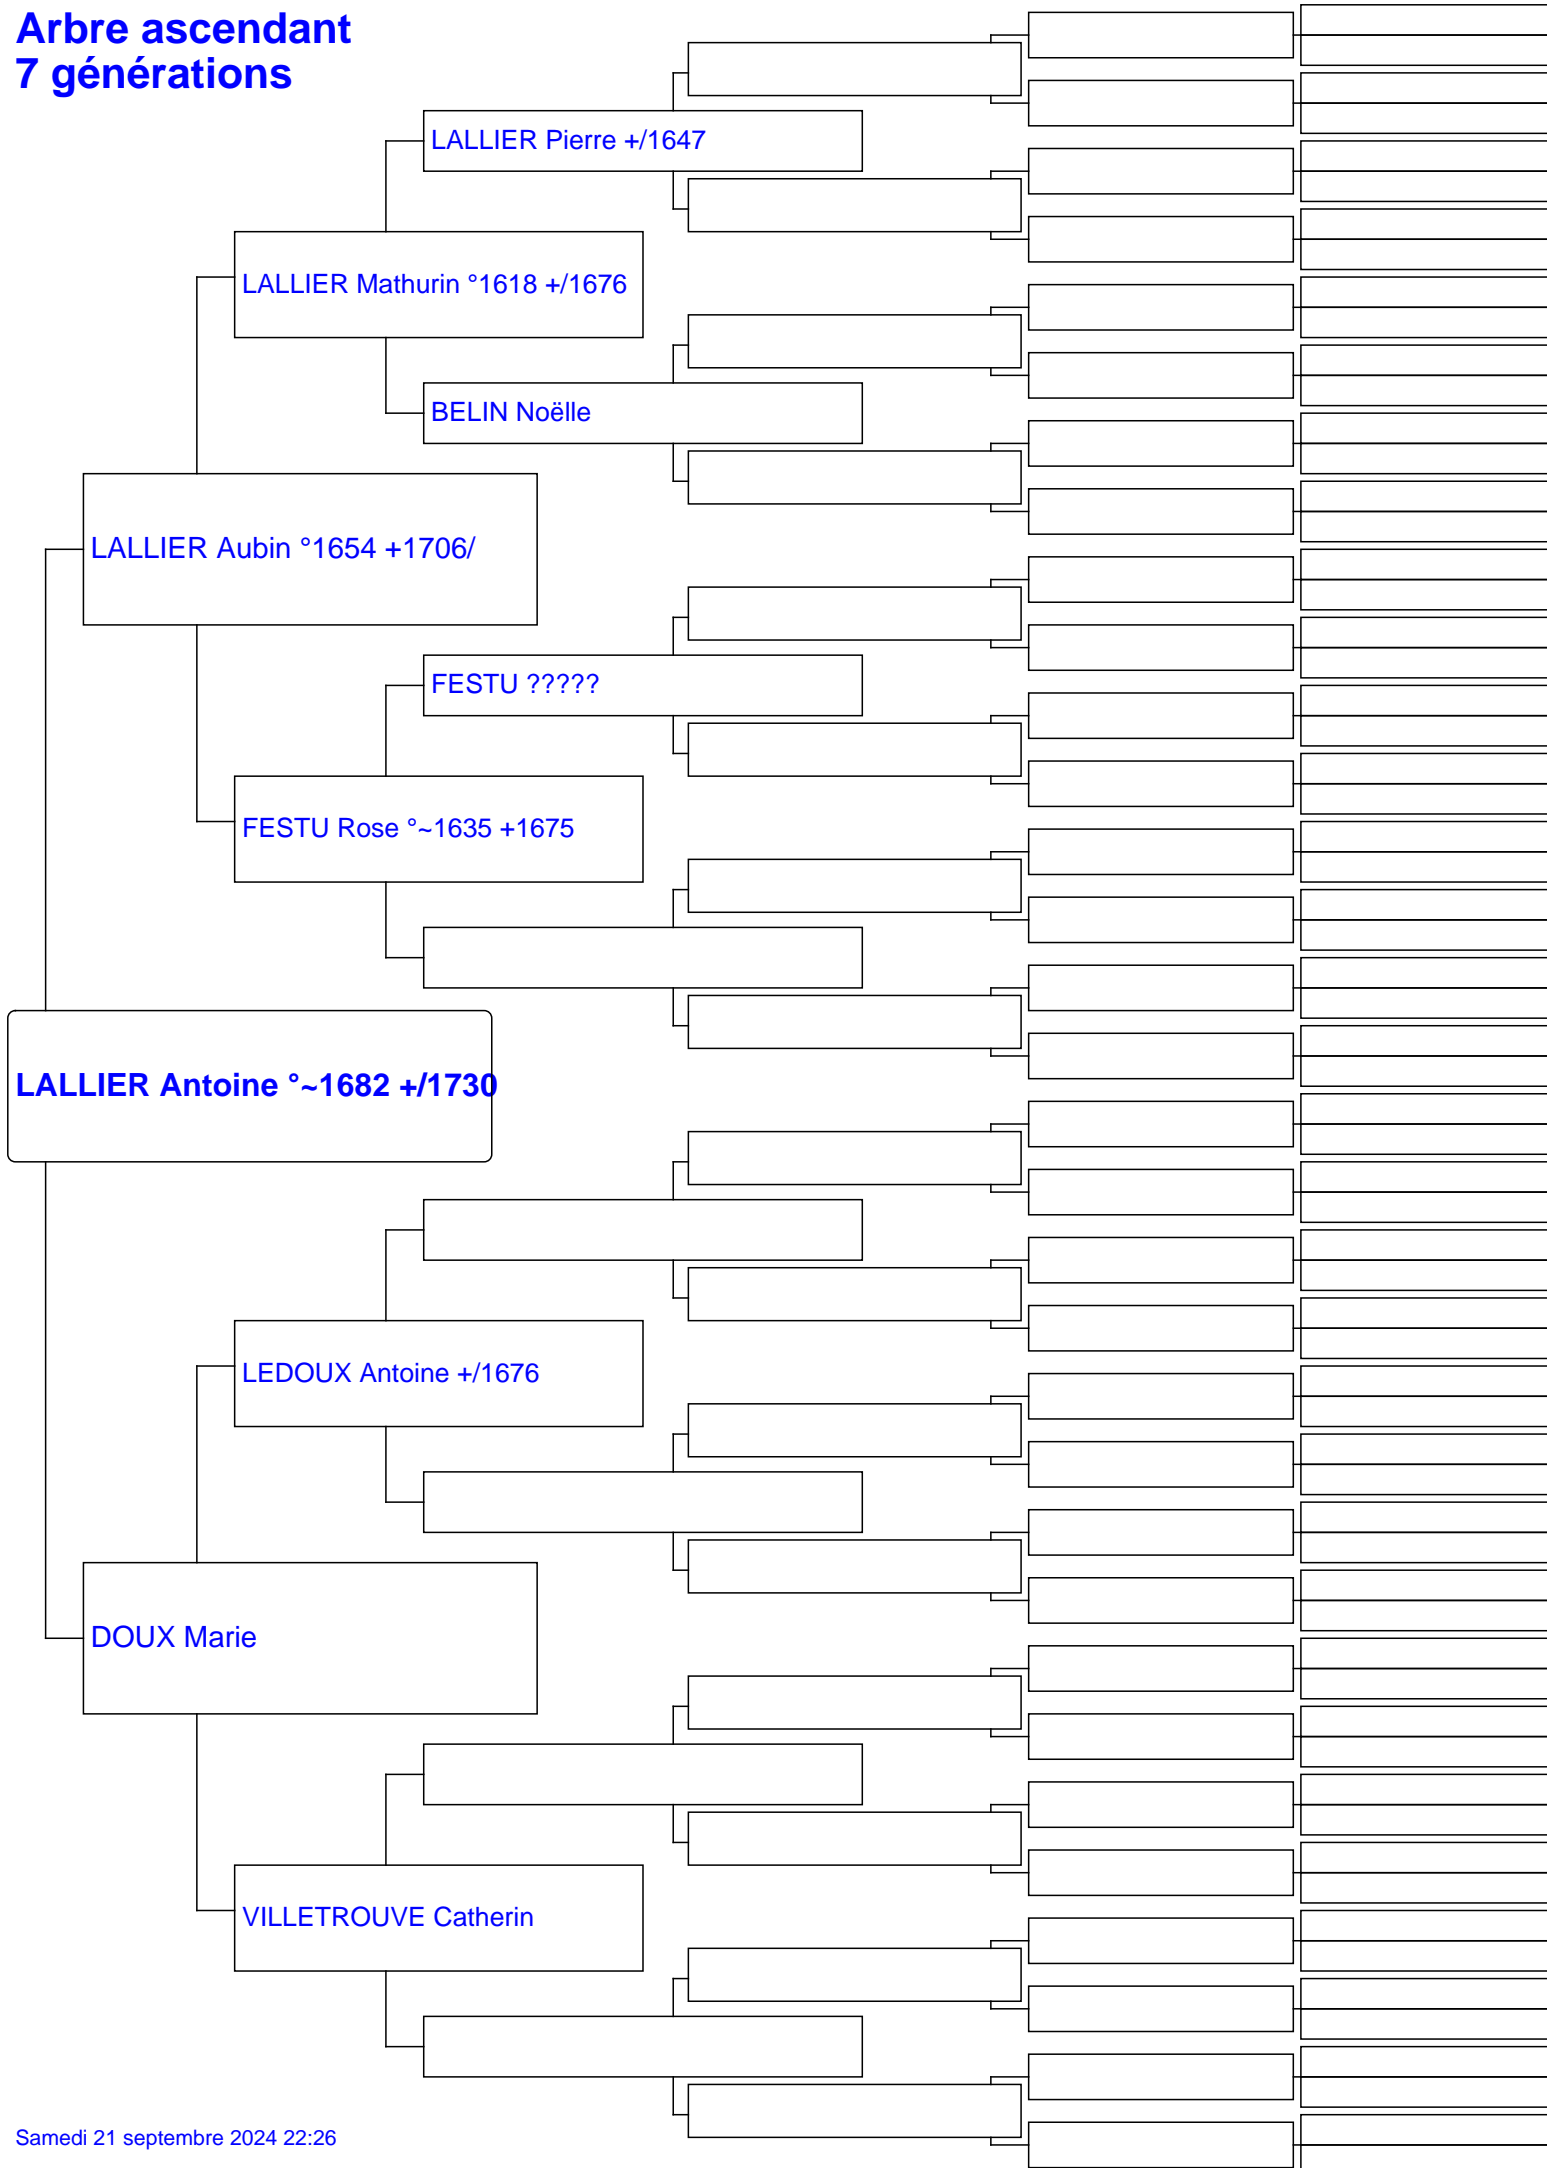 Arbre ascendant
7 générations
LALLIER Pierre +/1647
LALLIER Mathurin °1618 +/1676
BELIN Noëlle
LALLIER Aubin °1654 +1706/
FESTU ?????
FESTU Rose °~1635 +1675
LALLIER Antoine °~1682 +/1730
LEDOUX Antoine +/1676
DOUX Marie
VILLETROUVE Catherin
Samedi 21 septembre 2024 22:26